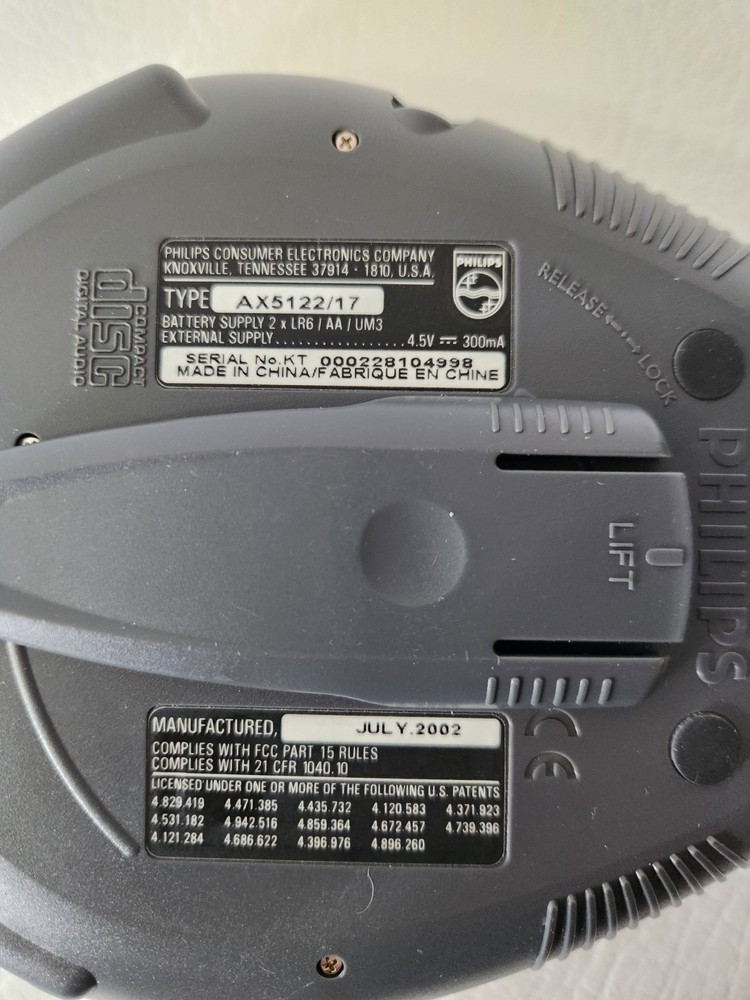 PHILIPS CONSUMER ELECTRONICS COMPANY
KNOXVILLE, TENNESSEE 37914 · 1810, U.S.A.
PHILIPS
TYPE AX5122/17
BATTERY SUPPLY 2 x LR6 / AA / UM3
EXTERNAL SUPPLY......................4.5V ⎓ 300mA
SERIAL No.KT 000228104998
MADE IN CHINA/FABRIQUE EN CHINE
COMPACT
disc
DIGITAL AUDIO
RELEASE ←--→ LOCK
LIFT
PHILIPS
MANUFACTURED, JULY.2002
COMPLIES WITH FCC PART 15 RULES
COMPLIES WITH 21 CFR 1040.10
LICENSED UNDER ONE OR MORE OF THE FOLLOWING U.S. PATENTS
4.829.419 4.471.385 4.435.732 4.120.583 4.371.923
4.531.182 4.942.516 4.859.364 4.672.457 4.739.396
4.121.284 4.686.622 4.396.976 4.896.260
CE